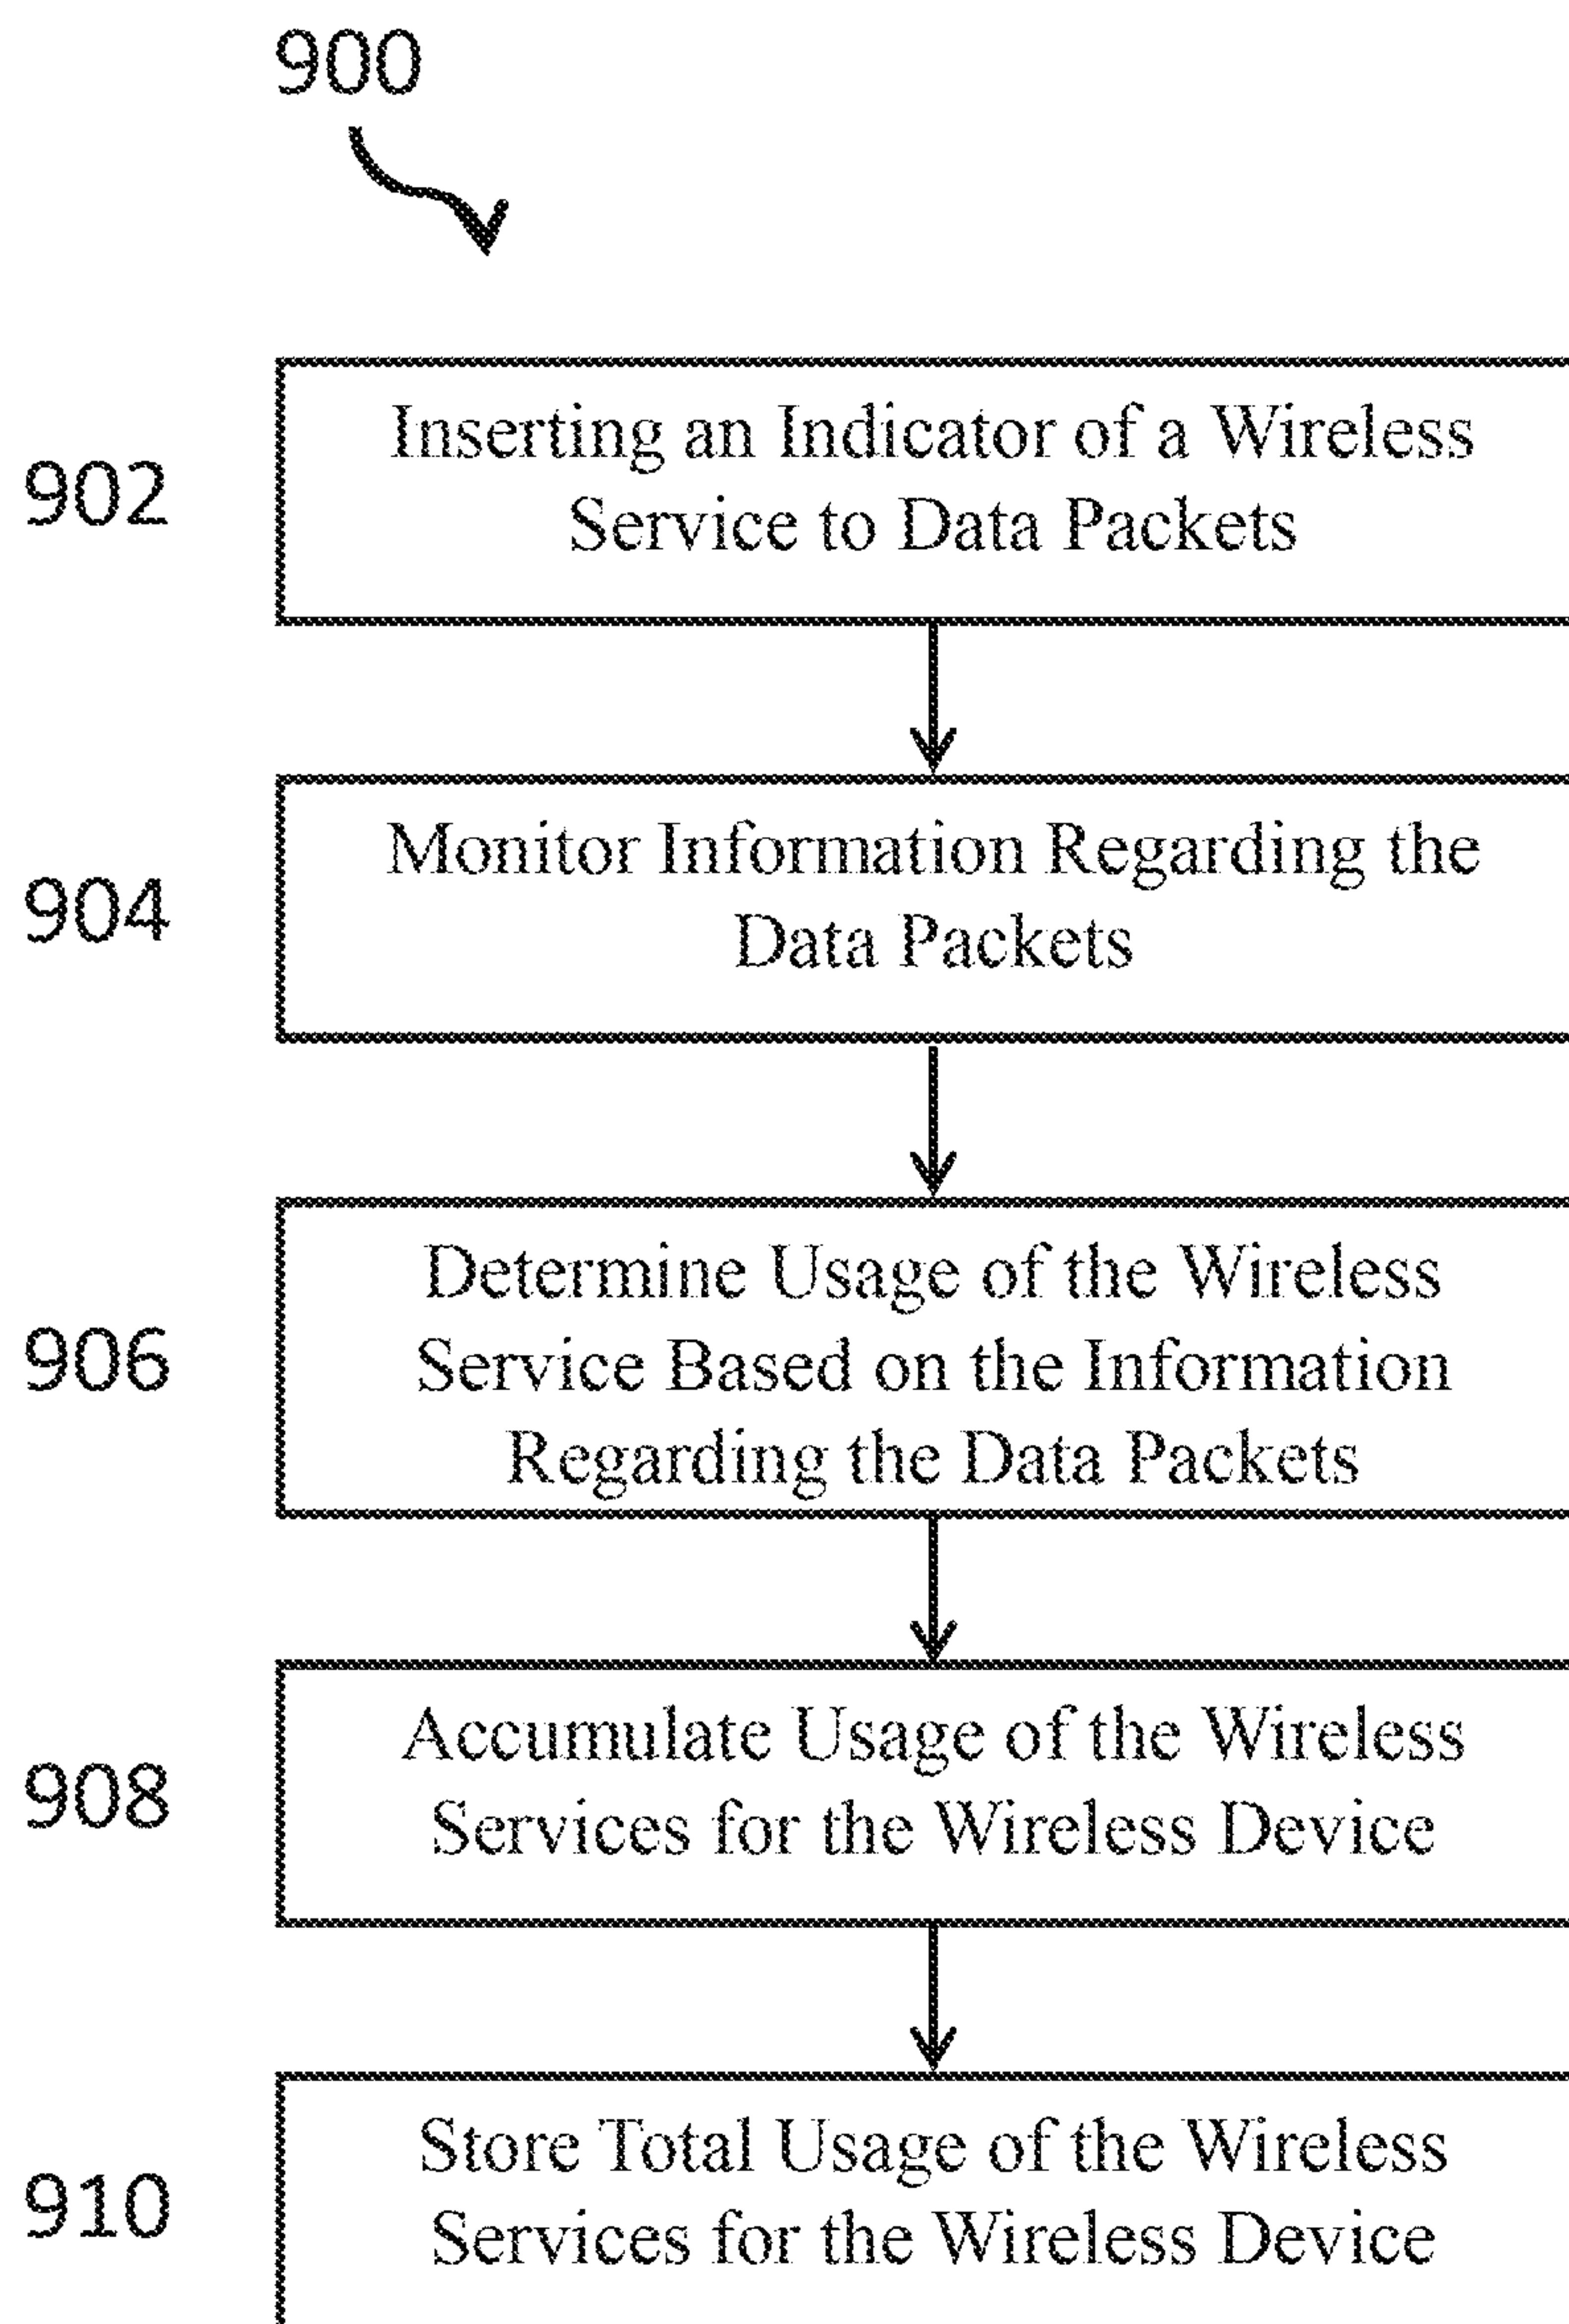 900
902
Inserting an Indicator of a Wireless
Service to Data Packets
904
Monitor Information Regarding the
Data Packets
906
Determine Usage of the Wireless
Service Based on the Information
Regarding the Data Packets
908
Accumulate Usage of the Wireless
Services for the Wireless Device
910
Store Total Usage of the Wireless
Services for the Wireless Device